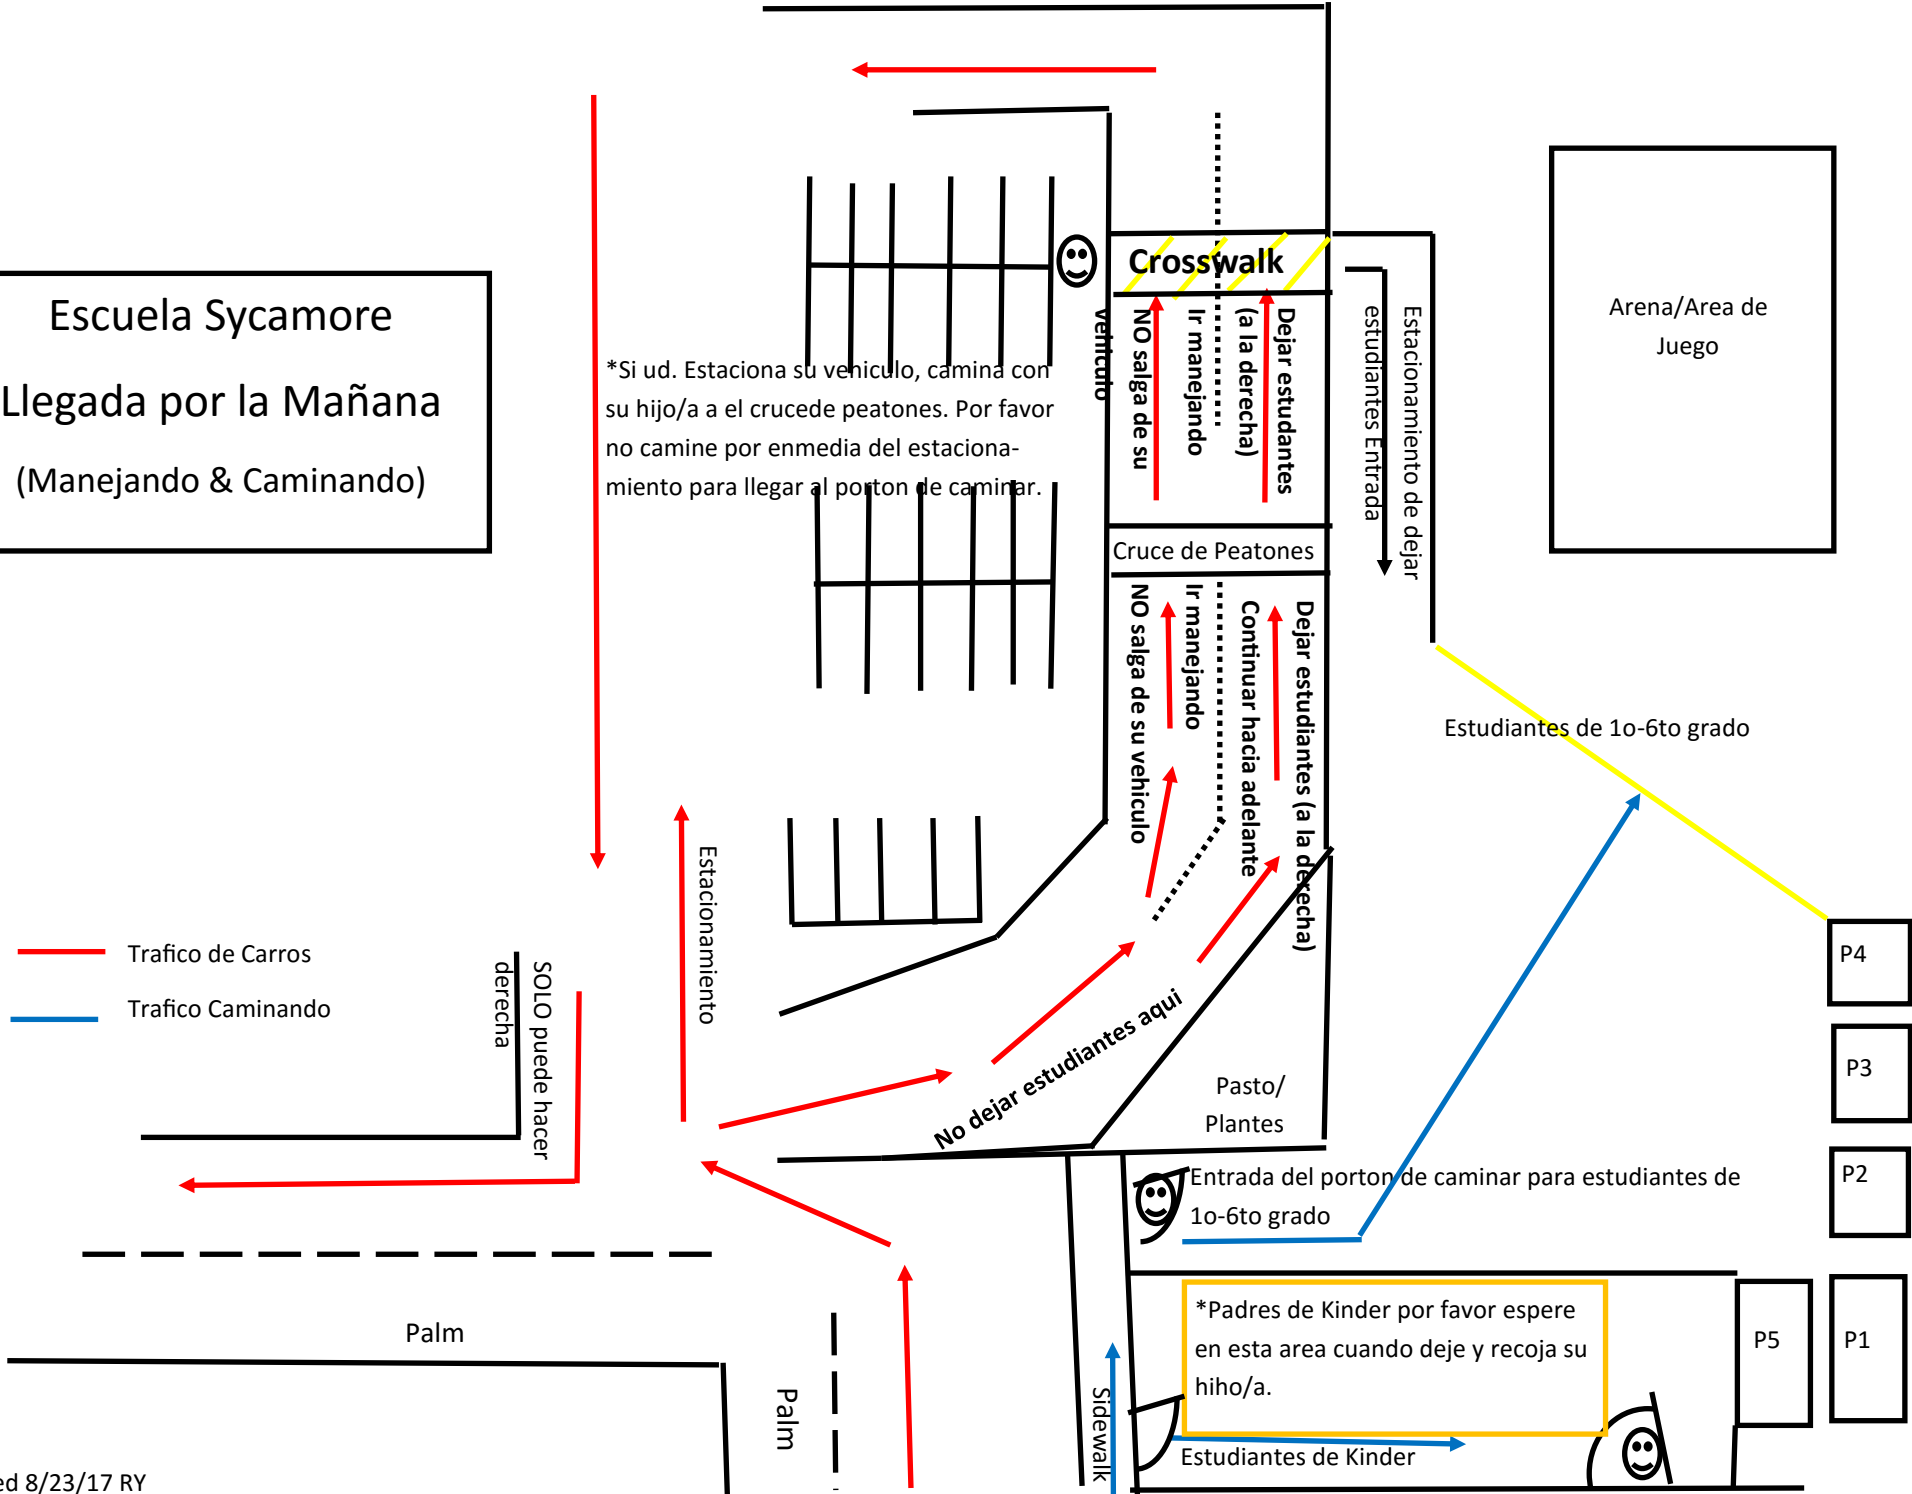 Escuela Sycamore
Llegada por la Mañana
(Manejando & Caminando)
*Si ud. Estaciona su vehiculo, camina con
su hijo/a a el crucede peatones. Por favor
no camine por enmedia del estaciona-
miento para llegar al porton de caminar.
Crosswalk
NO salga de su
vehiculo
Ir manejando
Dejar estudantes
(a la derecha)
Estacionamiento de dejar
estudiantes Entrada
Arena/Area de
Juego
Cruce de Peatones
NO salga de su vehiculo
Ir manejando
Dejar estudiantes (a la derecha)
Continuar hacia adelante
Estudiantes de 1o-6to grado
Estacionamiento
Trafico de Carros
Trafico Caminando
SOLO puede hacer
derecha
No dejar estudiantes aqui
Pasto/
Plantes
P4
P3
P2
P1
P5
Entrada del porton de caminar para estudiantes de
1o-6to grado
*Padres de Kinder por favor espere
en esta area cuando deje y recoja su
hiho/a.
Estudiantes de Kinder
Sidewalk
Palm
Palm
ed 8/23/17 RY